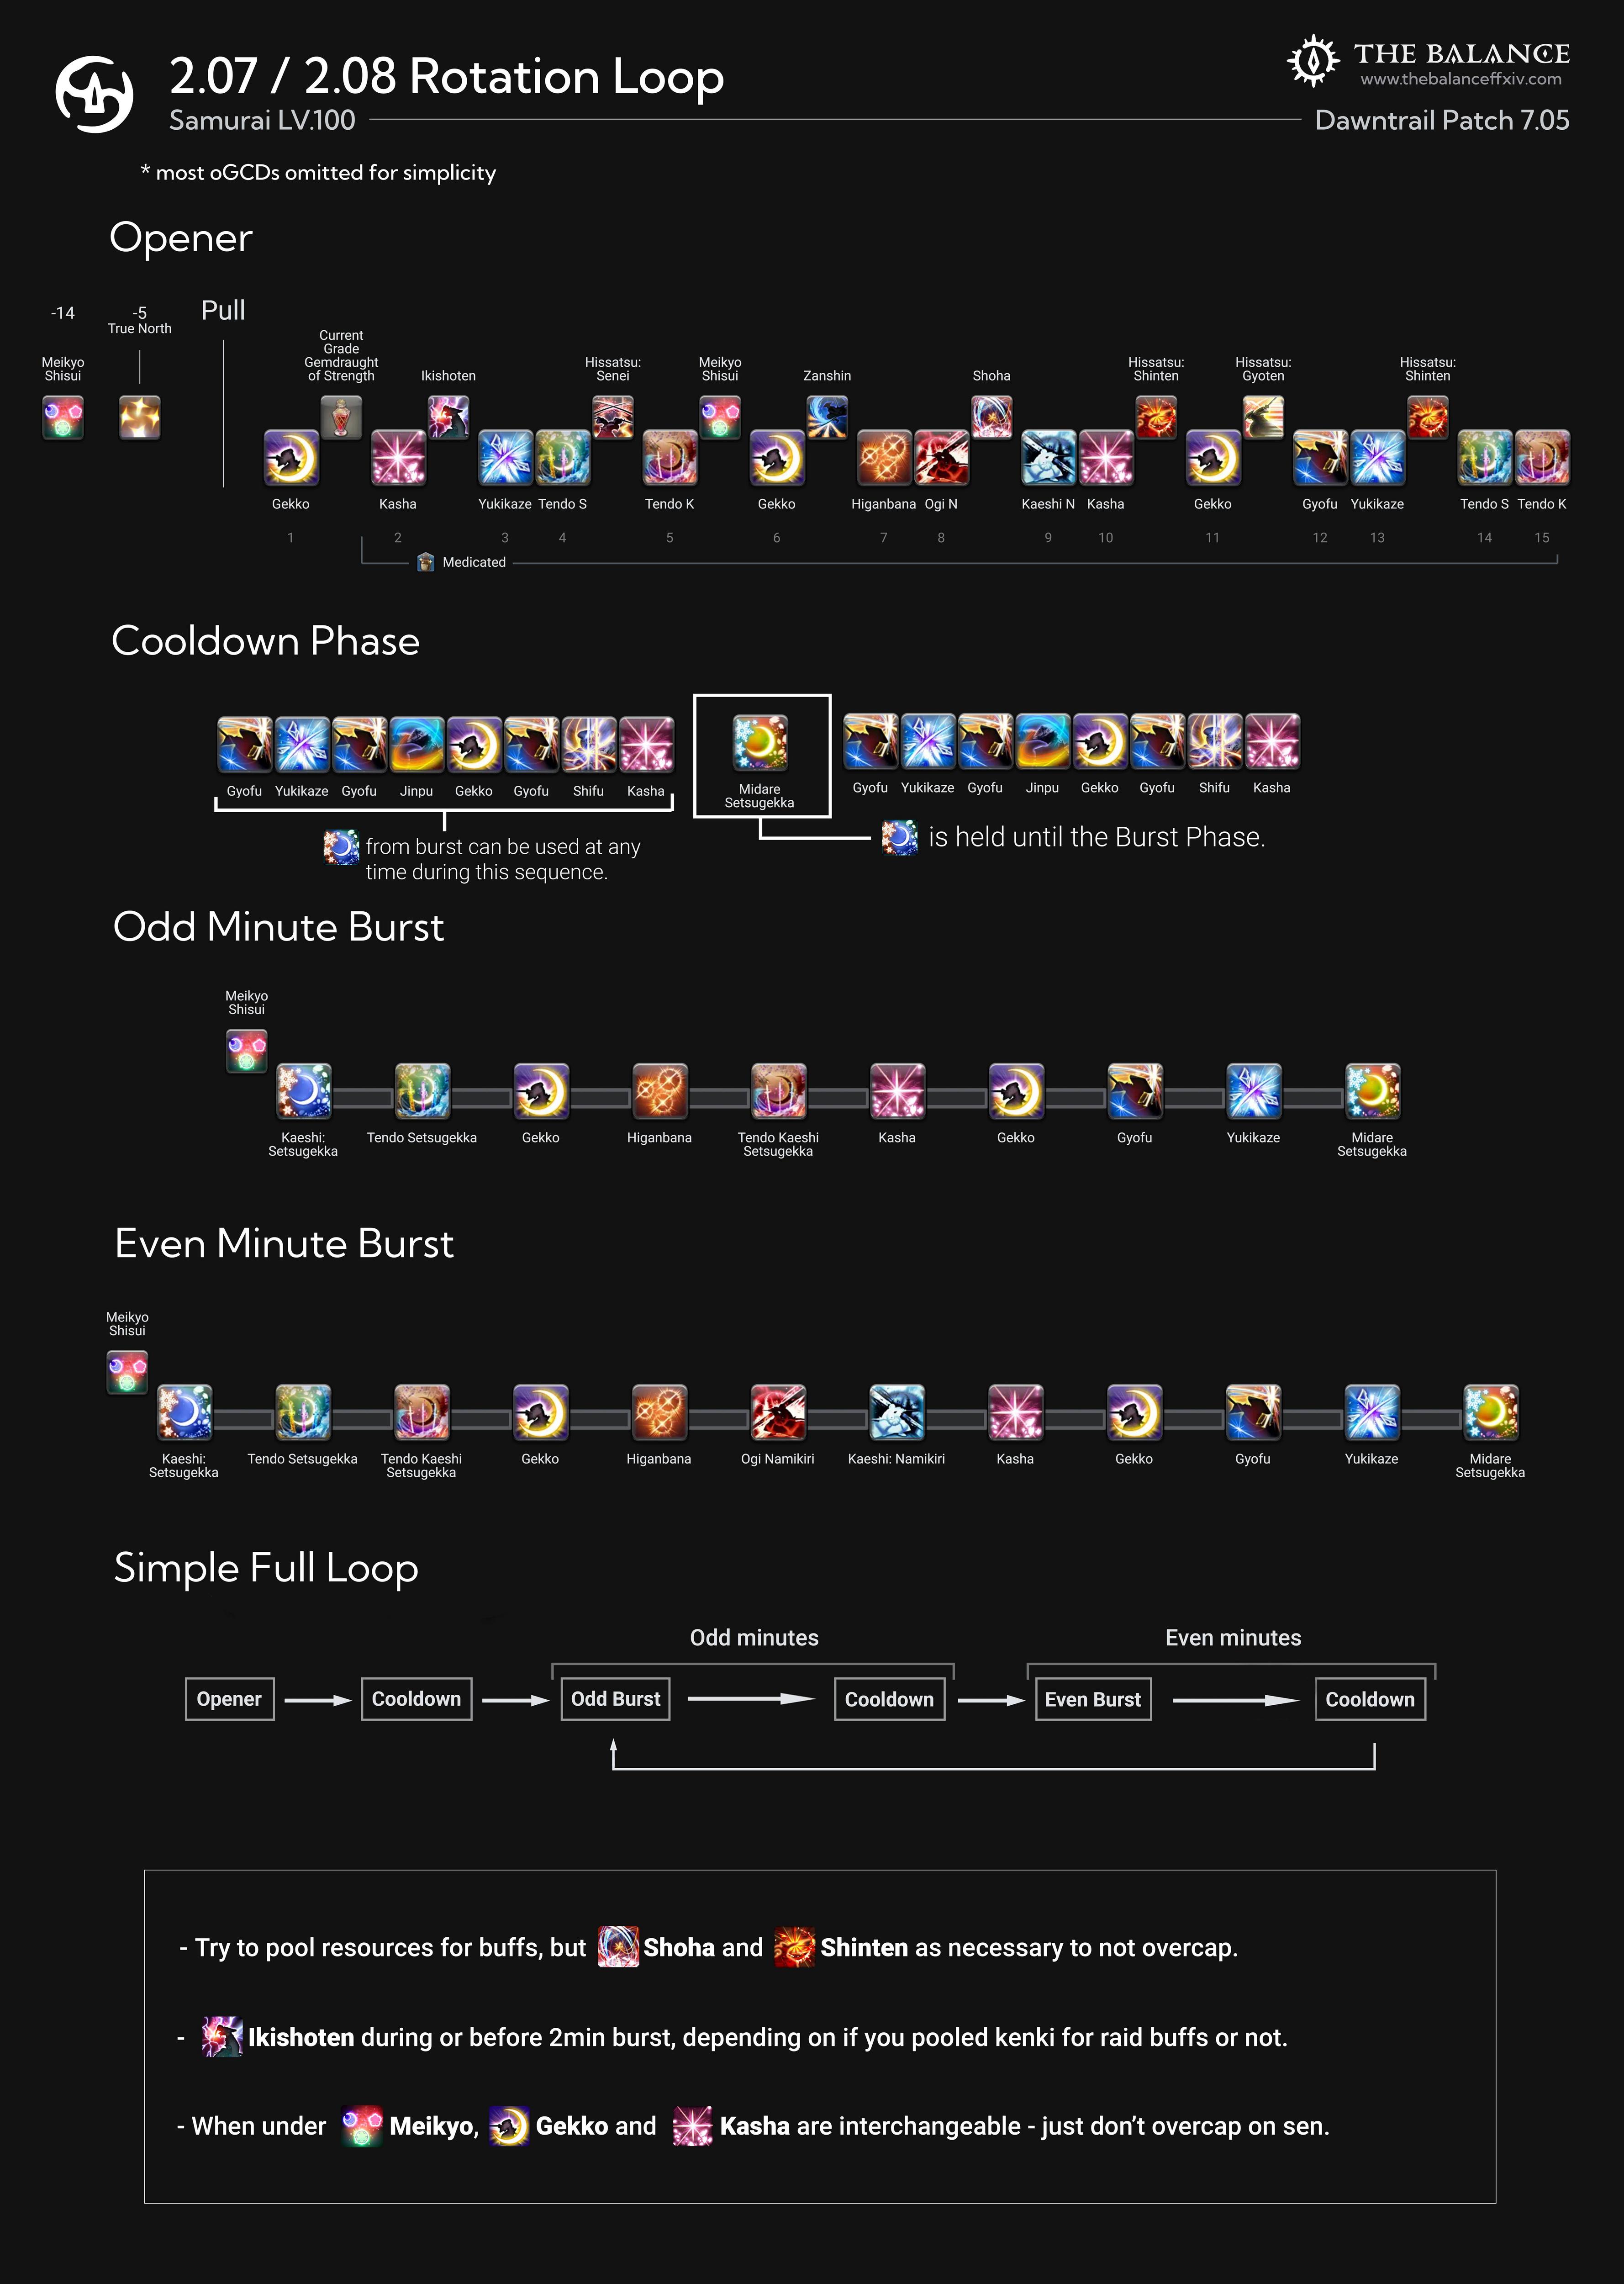 2.07 / 2.08 Rotation Loop
THE BALANCE
www.thebalanceffxiv.com
Samurai LV.100
Dawntrail Patch 7.05
* most oGCDs omitted for simplicity
Opener
-14
-5
True North
Pull
Meikyo
Shisui
Current
Grade
Gemdraught
of Strength
Ikishoten
Hissatsu:
Senei
Meikyo
Shisui
Zanshin
Shoha
Hissatsu:
Shinten
Hissatsu:
Gyoten
Hissatsu:
Shinten
Gekko Kasha Yukikaze Tendo S Tendo K Gekko Higanbana Ogi N Kaeshi N Kasha Gekko Gyofu Yukikaze Tendo S Tendo K
1 2 3 4 5 6 7 8 9 10 11 12 13 14 15
Medicated
Cooldown Phase
Gyofu Yukikaze Gyofu Jinpu Gekko Gyofu Shifu Kasha
Midare
Setsugekka
Gyofu Yukikaze Gyofu Jinpu Gekko Gyofu Shifu Kasha
from burst can be used at any
time during this sequence.
is held until the Burst Phase.
Odd Minute Burst
Meikyo
Shisui
Kaeshi:
Setsugekka
Tendo Setsugekka
Gekko
Higanbana
Tendo Kaeshi
Setsugekka
Kasha
Gekko
Gyofu
Yukikaze
Midare
Setsugekka
Even Minute Burst
Meikyo
Shisui
Kaeshi:
Setsugekka
Tendo Setsugekka
Tendo Kaeshi
Setsugekka
Gekko
Higanbana
Ogi Namikiri
Kaeshi: Namikiri
Kasha
Gekko
Gyofu
Yukikaze
Midare
Setsugekka
Simple Full Loop
Odd minutes
Even minutes
Opener
Cooldown
Odd Burst
Cooldown
Even Burst
Cooldown
- Try to pool resources for buffs, but Shoha and Shinten as necessary to not overcap.
- Ikishoten during or before 2min burst, depending on if you pooled kenki for raid buffs or not.
- When under Meikyo, Gekko and Kasha are interchangeable - just don't overcap on sen.